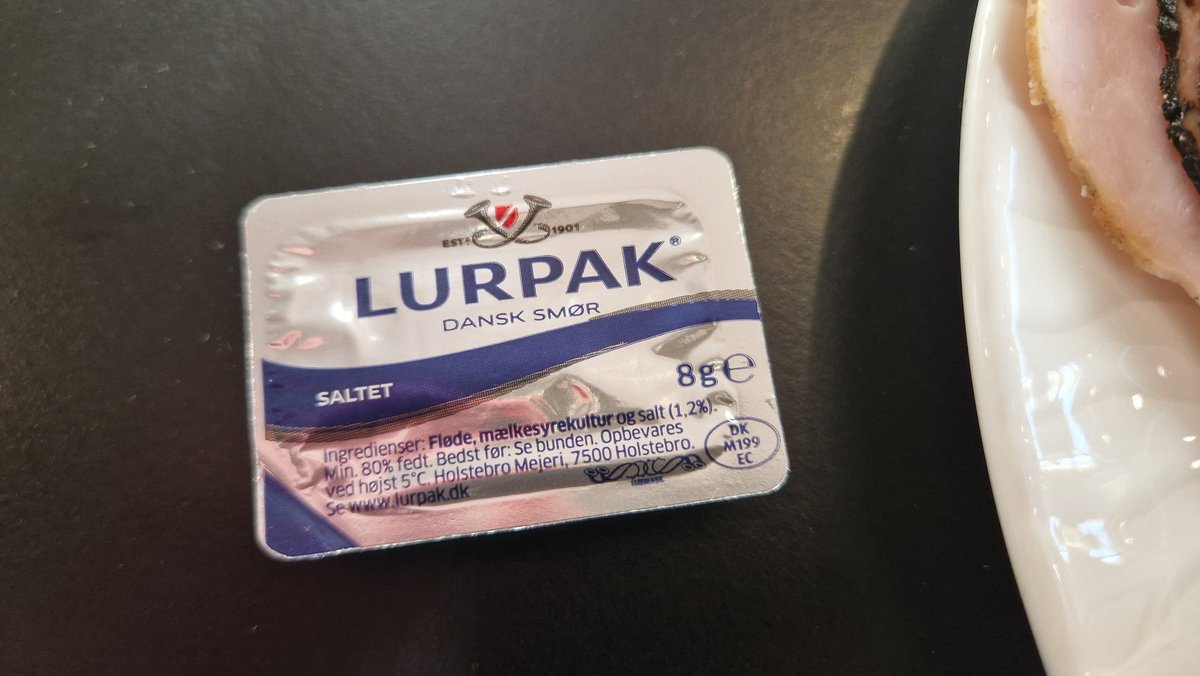 EST. 1901
LURPAK®
DANSK SMØR
SALTET
8g ℮
Ingredienser: Fløde, mælkesyrekultur og salt (1,2%).
Min. 80% fedt. Bedst før: Se bunden. Opbevares
ved højst 5°C. Holstebro Mejeri, 7500 Holstebro.
Se www.lurpak.dk
DK
M199
EC